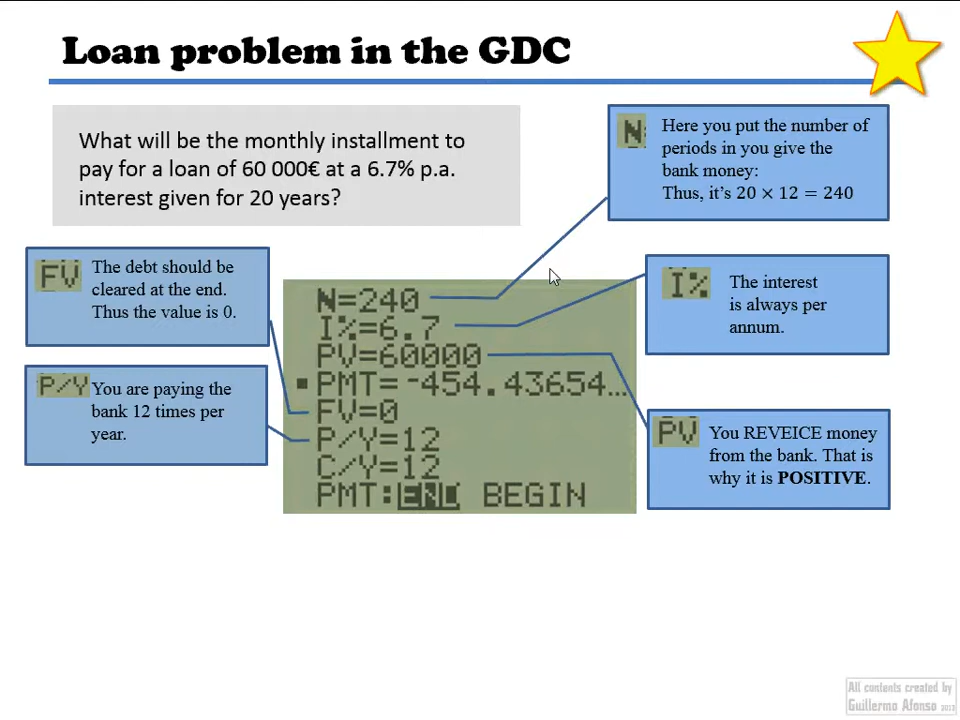 Loan problem in the GDC
What will be the monthly installment to
pay for a loan of 60 000€ at a 6.7% p.a.
interest given for 20 years?
N
Here you put the number of
periods in you give the
bank money:
Thus, it's 20 × 12 = 240
FV
The debt should be
cleared at the end.
Thus the value is 0.
I%
The interest
is always per
annum.
P/Y
You are paying the
bank 12 times per
year.
N=240
I%=6.7
PV=60000
PMT=-454.43654…
FV=0
P/Y=12
C/Y=12
PMT:END BEGIN
PV
You REVEICE money
from the bank. That is
why it is POSITIVE.
All contents created by
Guillermo Afonso 2013